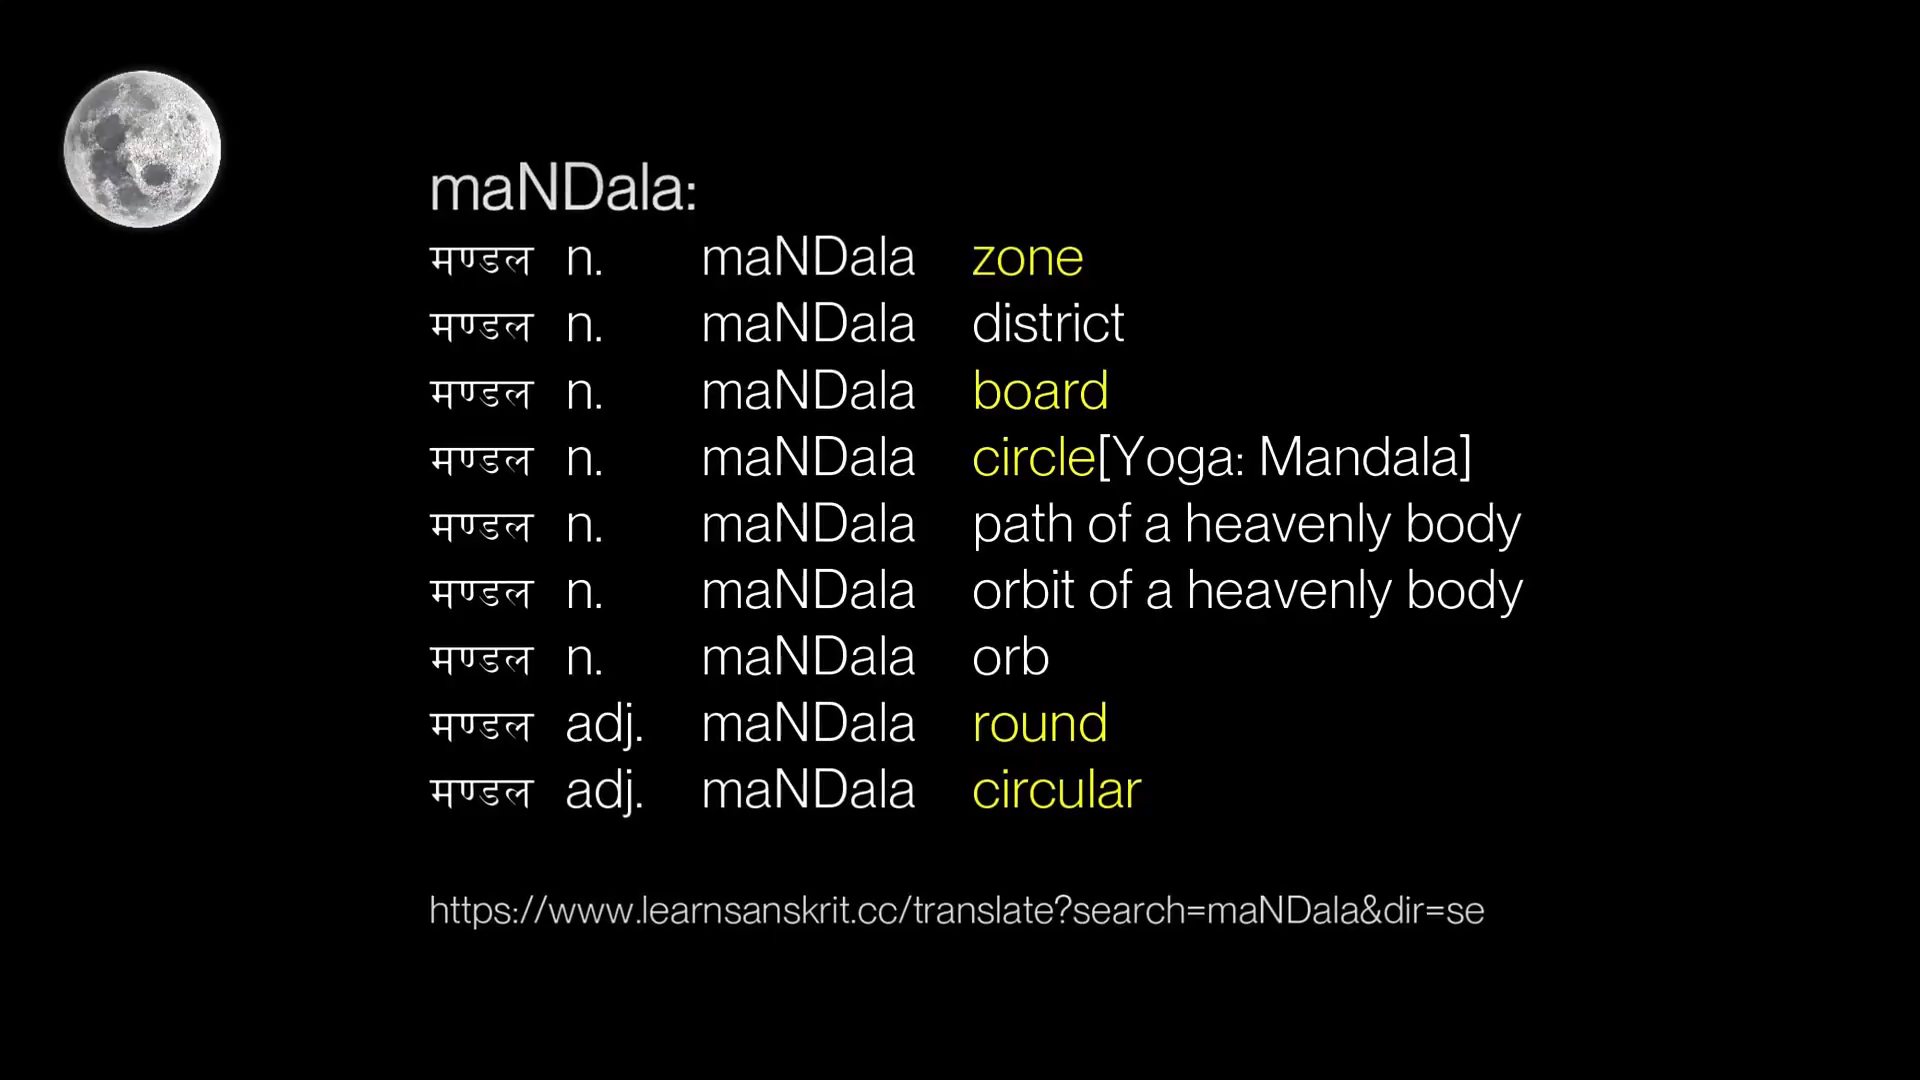 maNDala:
मण्डल n. maNDala zone
मण्डल n. maNDala district
मण्डल n. maNDala board
मण्डल n. maNDala circle[Yoga: Mandala]
मण्डल n. maNDala path of a heavenly body
मण्डल n. maNDala orbit of a heavenly body
मण्डल n. maNDala orb
मण्डल adj. maNDala round
मण्डल adj. maNDala circular
https://www.learnsanskrit.cc/translate?search=maNDala&dir=se